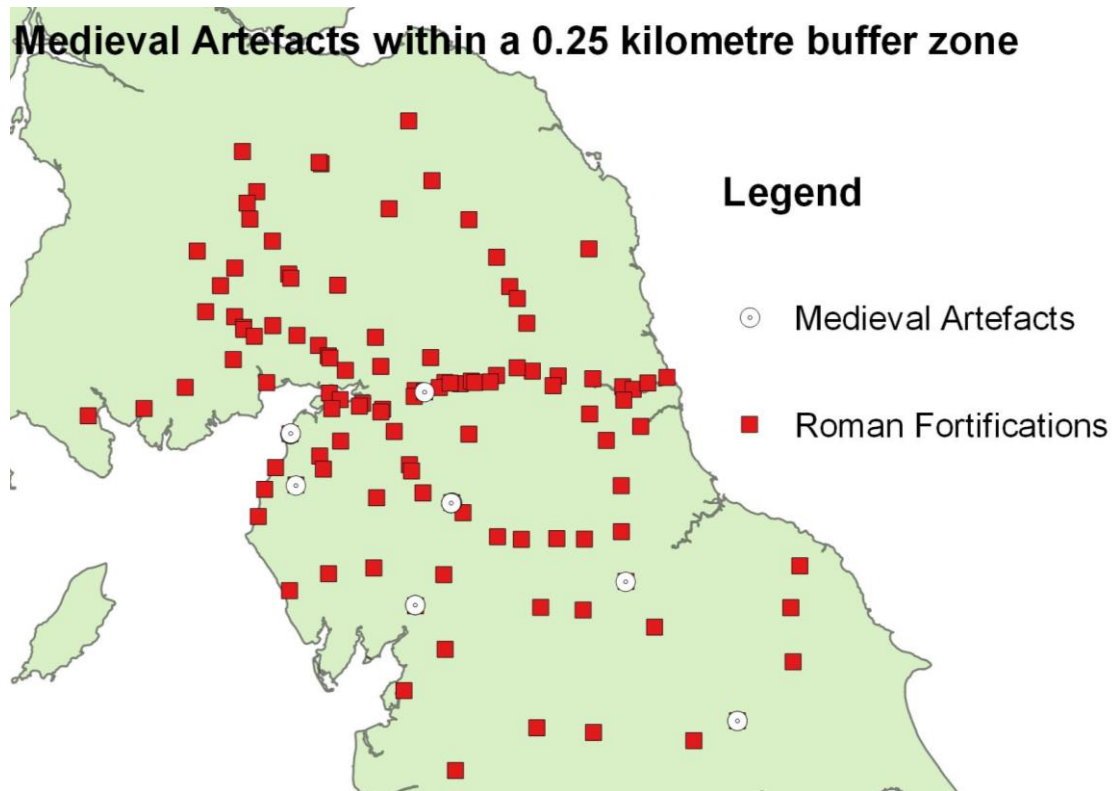 Medieval Artefacts within a 0.25 kilometre buffer zone
Legend
Medieval Artefacts
Roman Fortifications